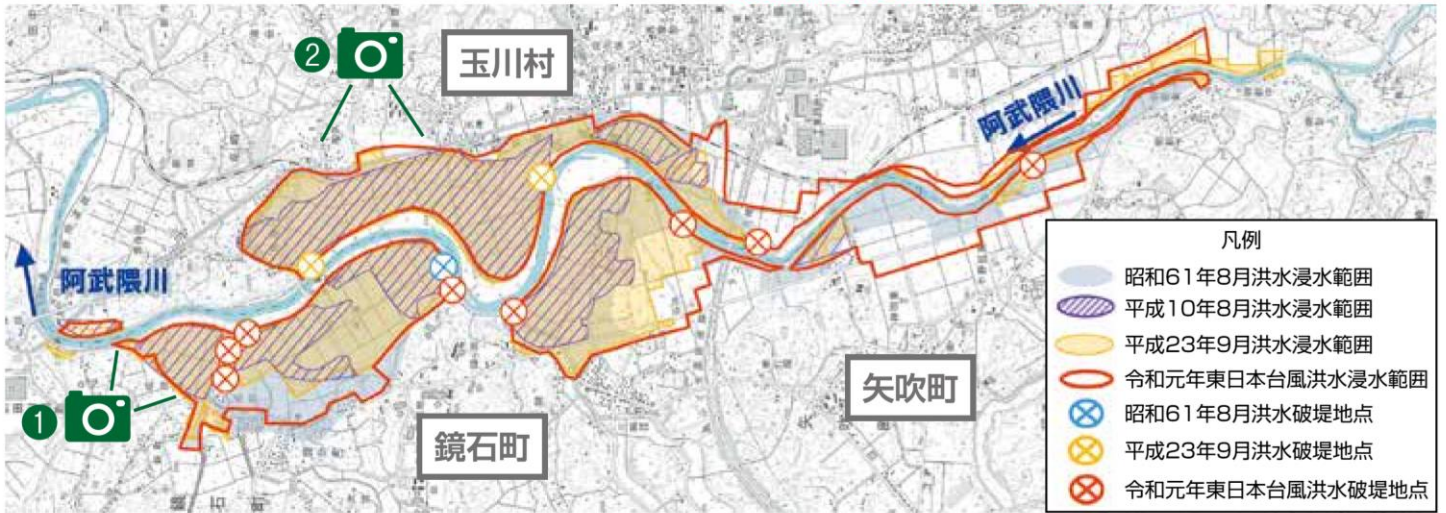 ②
玉川村
阿武隈川
阿武隈川
①
鏡石町
矢吹町
凡例
昭和61年8月洪水浸水範囲
平成10年8月洪水浸水範囲
平成23年9月洪水浸水範囲
令和元年東日本台風洪水浸水範囲
昭和61年8月洪水破堤地点
平成23年9月洪水破堤地点
令和元年東日本台風洪水破堤地点